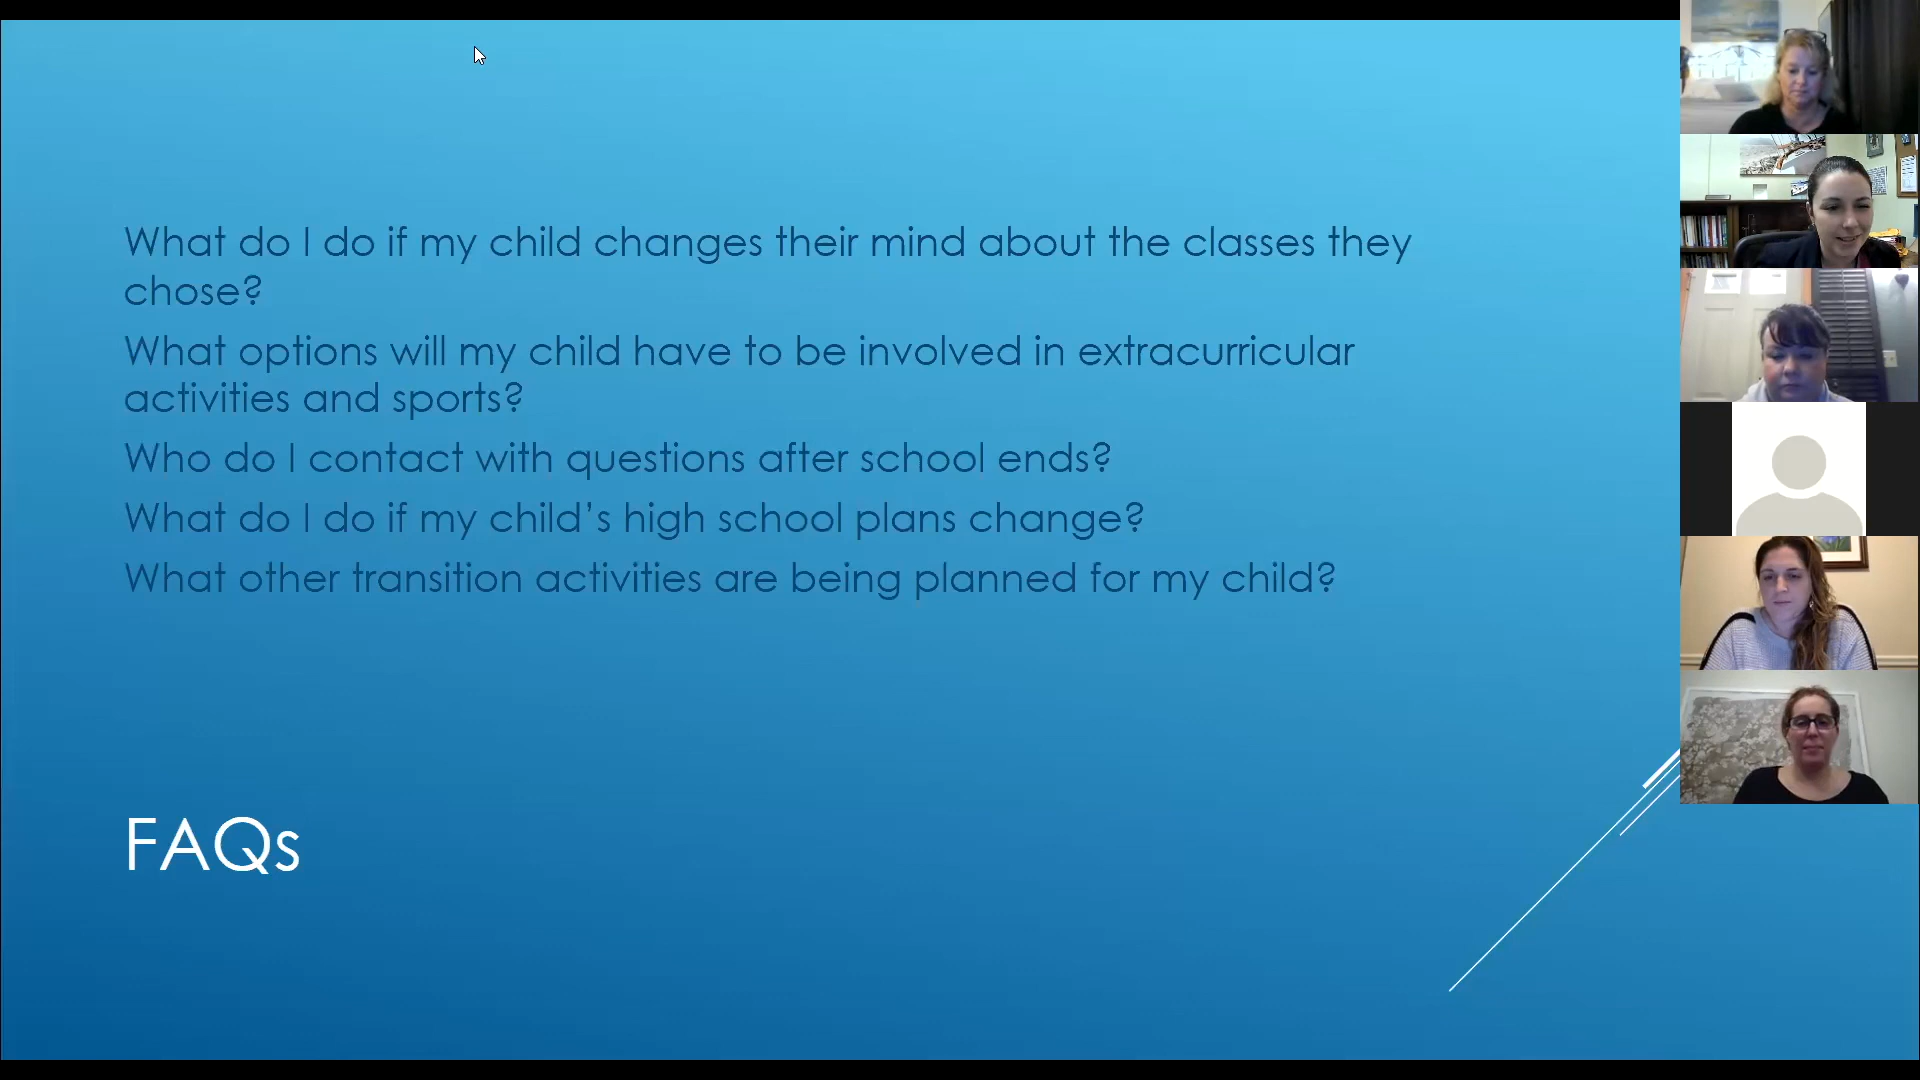 What do I do if my child changes their mind about the classes they
chose?
What options will my child have to be involved in extracurricular
activities and sports?
Who do I contact with questions after school ends?
What do I do if my child’s high school plans change?
What other transition activities are being planned for my child?
FAQs